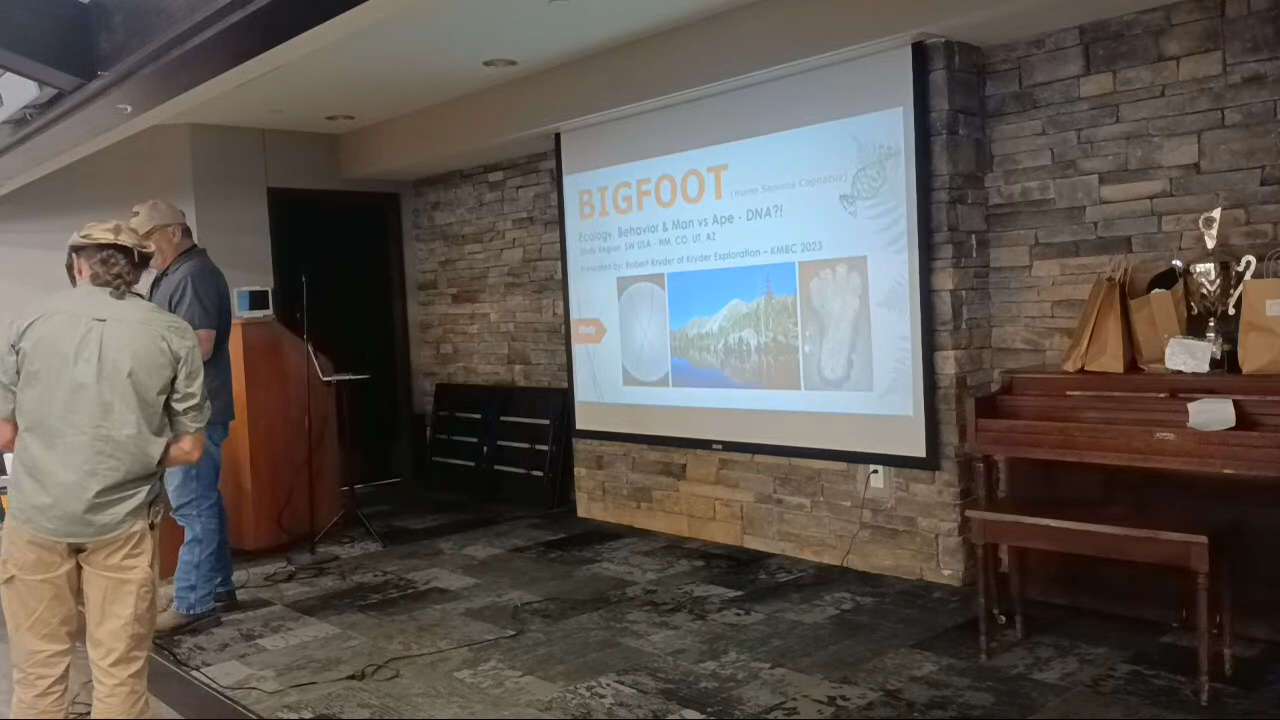 BIGFOOT (Homo Sapiens Cognatus)
Ecology, Behavior & Man vs Ape - DNA?!
Study Region: SW USA - NM, CO, UT, AZ
Presented by: Robert Kryder of Kryder Exploration – KMBC 2023
Study